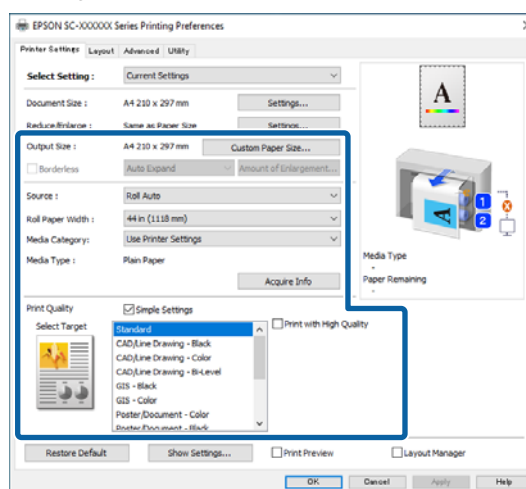 EPSON SC-XXXXXX Series Printing Preferences
Printer Settings Layout Advanced Utility
Select Setting : Current Settings
Document Size : A4 210 x 297 mm Settings...
Reduce/Enlarge : Same as Paper Size Settings...
Output Size : A4 210 x 297 mm Custom Paper Size...
Borderless Auto Expand Amount of Enlargement...
Source : Roll Auto
Roll Paper Width : 44 in (1118 mm)
Media Category: Use Printer Settings
Media Type : Plain Paper
Acquire Info
Print Quality Simple Settings
Select Target
Standard
CAD/Line Drawing - Black
CAD/Line Drawing - Color
CAD/Line Drawing - Bi-Level
GIS - Black
GIS - Color
Poster/Document - Color
Poster/Document - Black
Print with High Quality
A
A
1
2
Media Type
-
Paper Remaining
-
Restore Default Show Settings... Print Preview Layout Manager
OK Cancel Apply Help